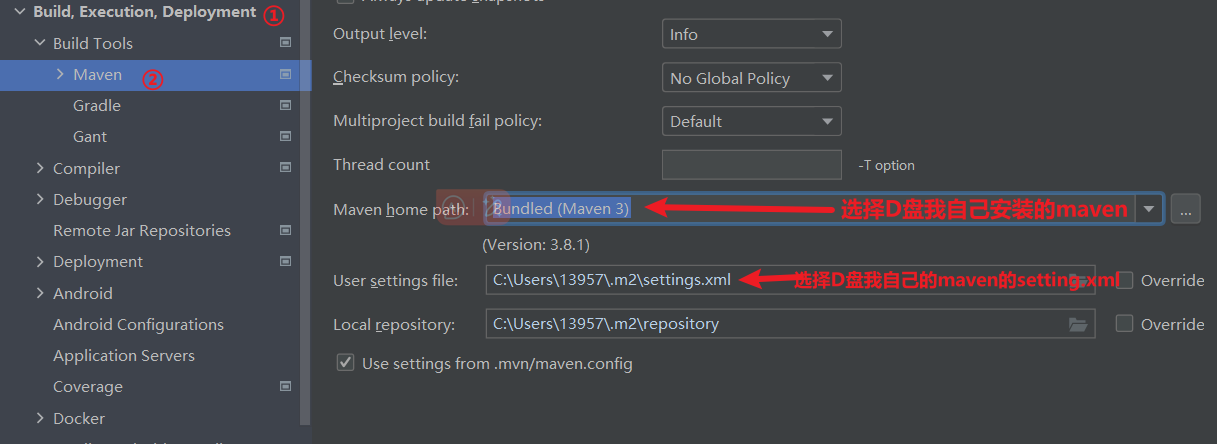 Build, Execution, Deployment ①
Build Tools
Maven ②
Gradle
Gant
Compiler
Debugger
Remote Jar Repositories
Deployment
Android
Android Configurations
Application Servers
Coverage
Docker
Always update snapshots
Output level: Info
Checksum policy: No Global Policy
Multiproject build fail policy: Default
Thread count -T option
Maven home path: Bundled (Maven 3) 选择D盘我自己安装的maven ...
(Version: 3.8.1)
User settings file: C:\Users\13957\.m2\settings.xml 选择D盘我自己的maven的setting.xml Override
Local repository: C:\Users\13957\.m2\repository Override
Use settings from .mvn/maven.config